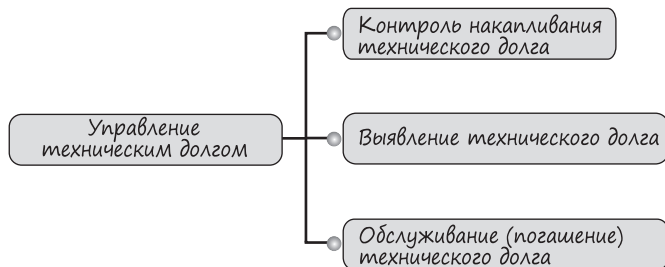 Контроль накапливания
технического долга
Управление
техническим долгом
Выявление технического долга
Обслуживание (погашение)
технического долга